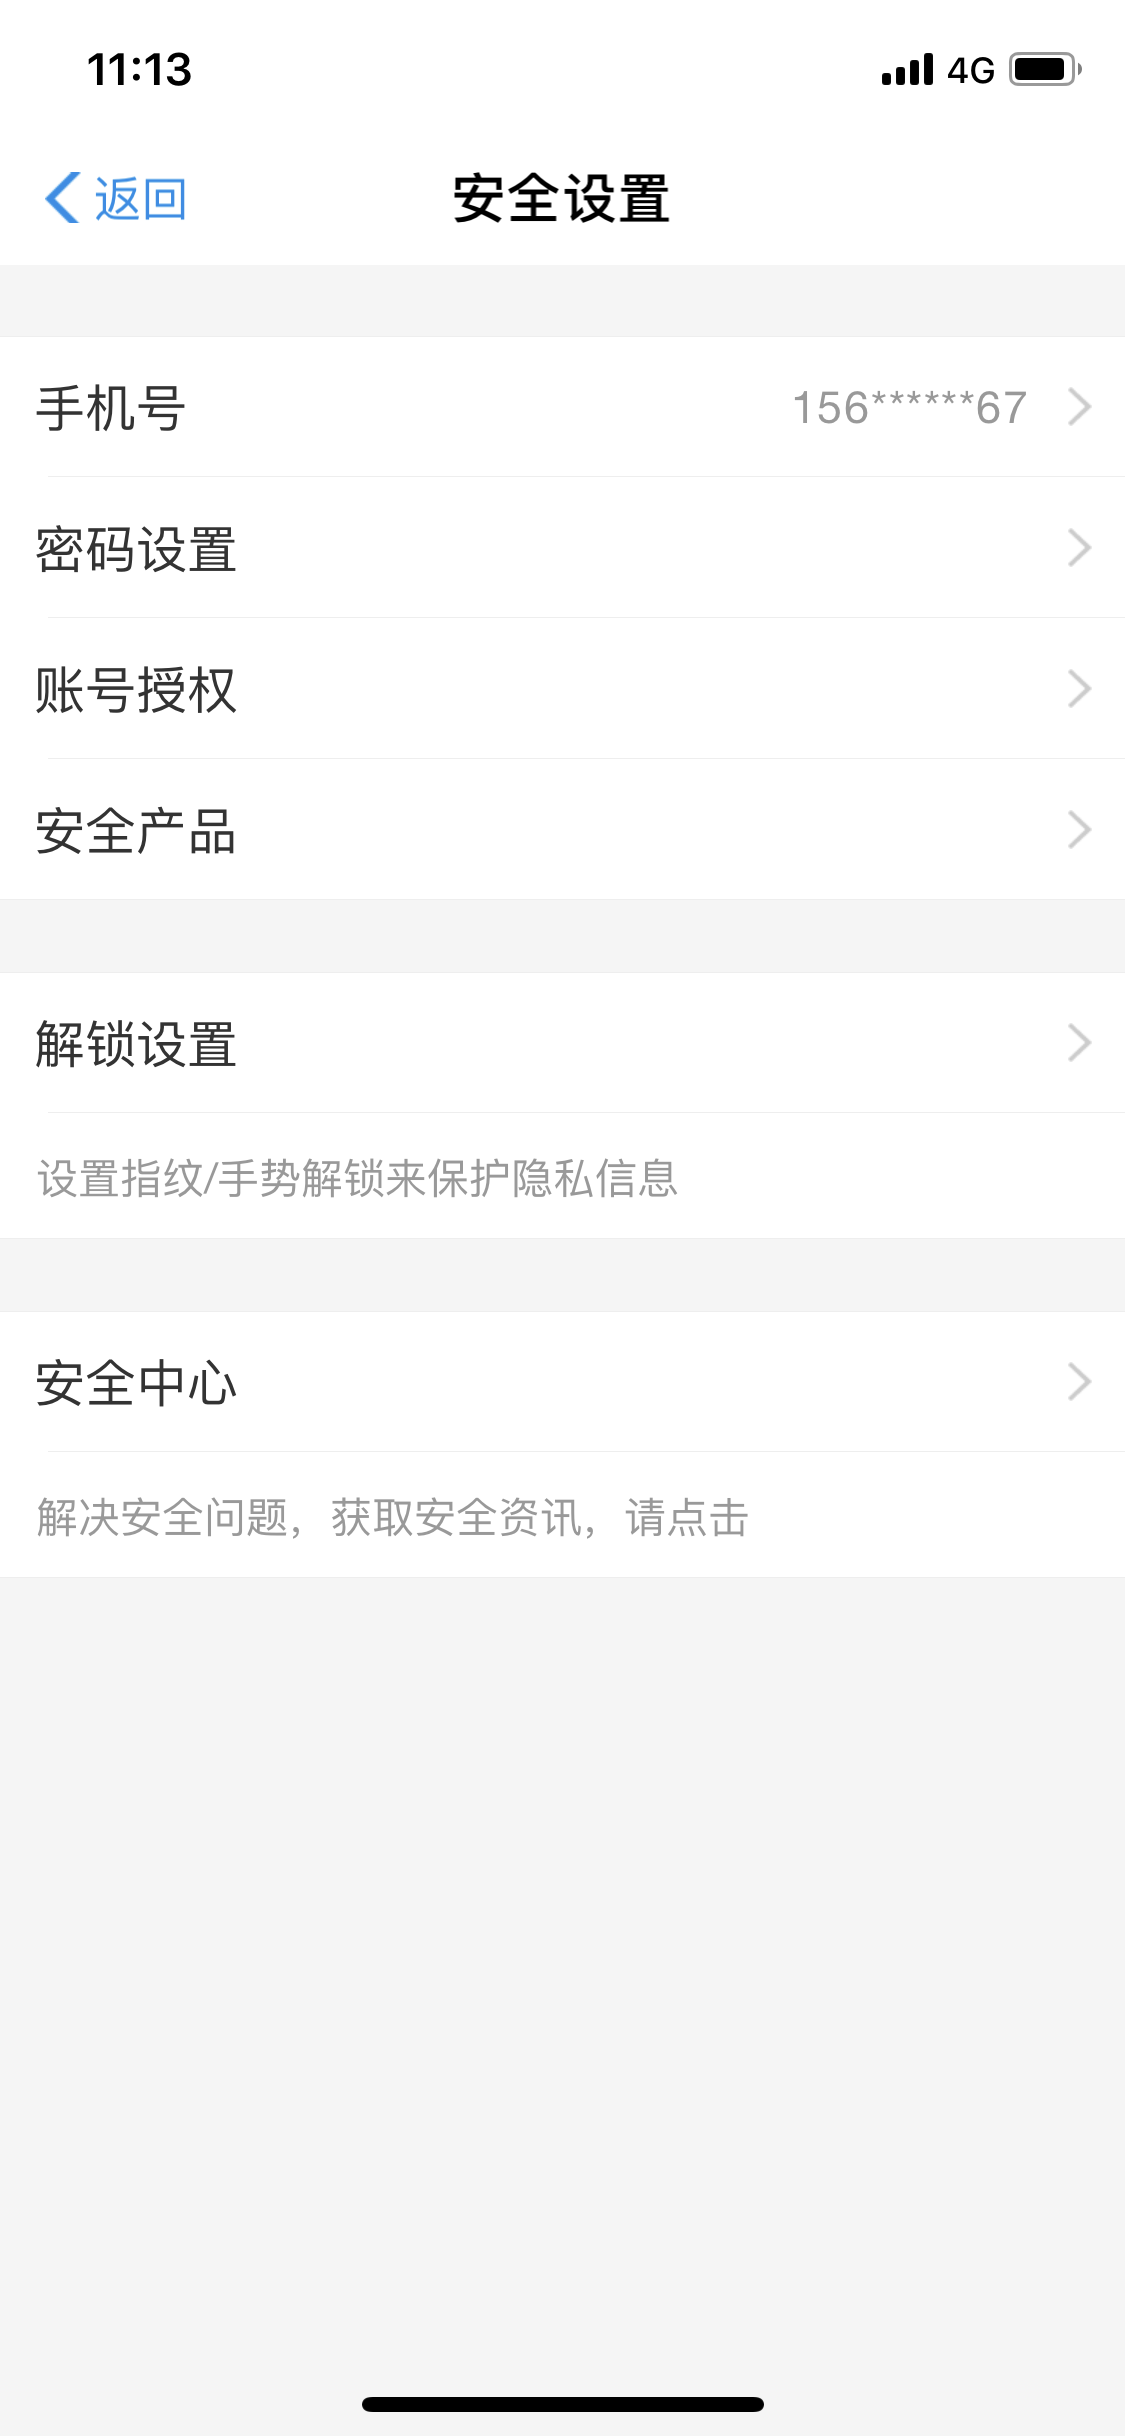 11:13 4G
返回 安全设置
手机号 156******67
密码设置
账号授权
安全产品
解锁设置
设置指纹/手势解锁来保护隐私信息
安全中心
解决安全问题，获取安全资讯，请点击